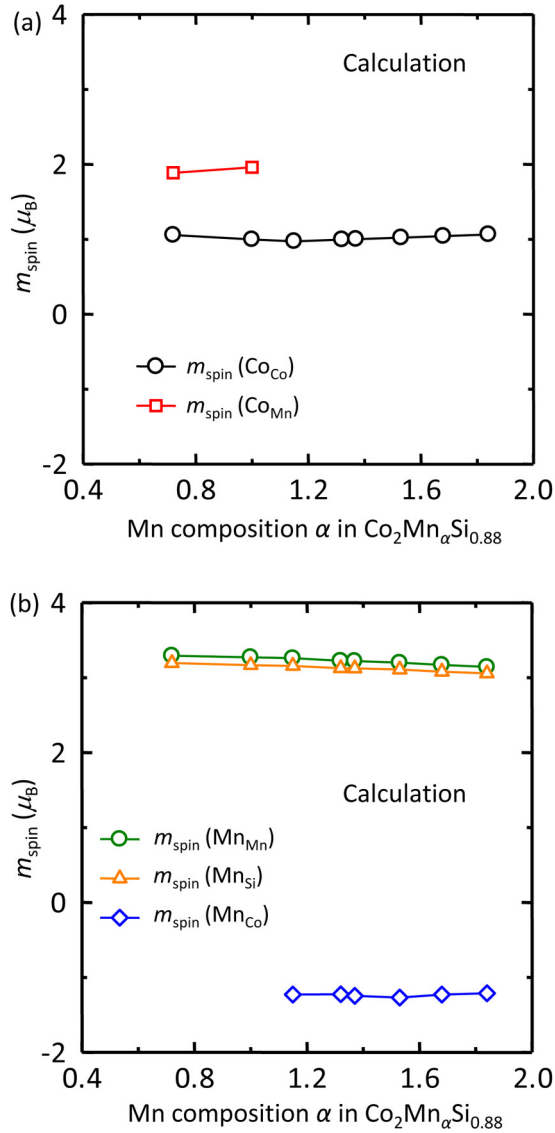 (a)
Calculation
4
2
0
-2
m_spin (μ_B)
m_spin (Co_Co)
m_spin (Co_Mn)
0.4 0.8 1.2 1.6 2.0
Mn composition α in Co₂Mn_αSi₀.₈₈
(b)
4
2
0
-2
m_spin (μ_B)
Calculation
m_spin (Mn_Mn)
m_spin (Mn_Si)
m_spin (Mn_Co)
0.4 0.8 1.2 1.6 2.0
Mn composition α in Co₂Mn_αSi₀.₈₈